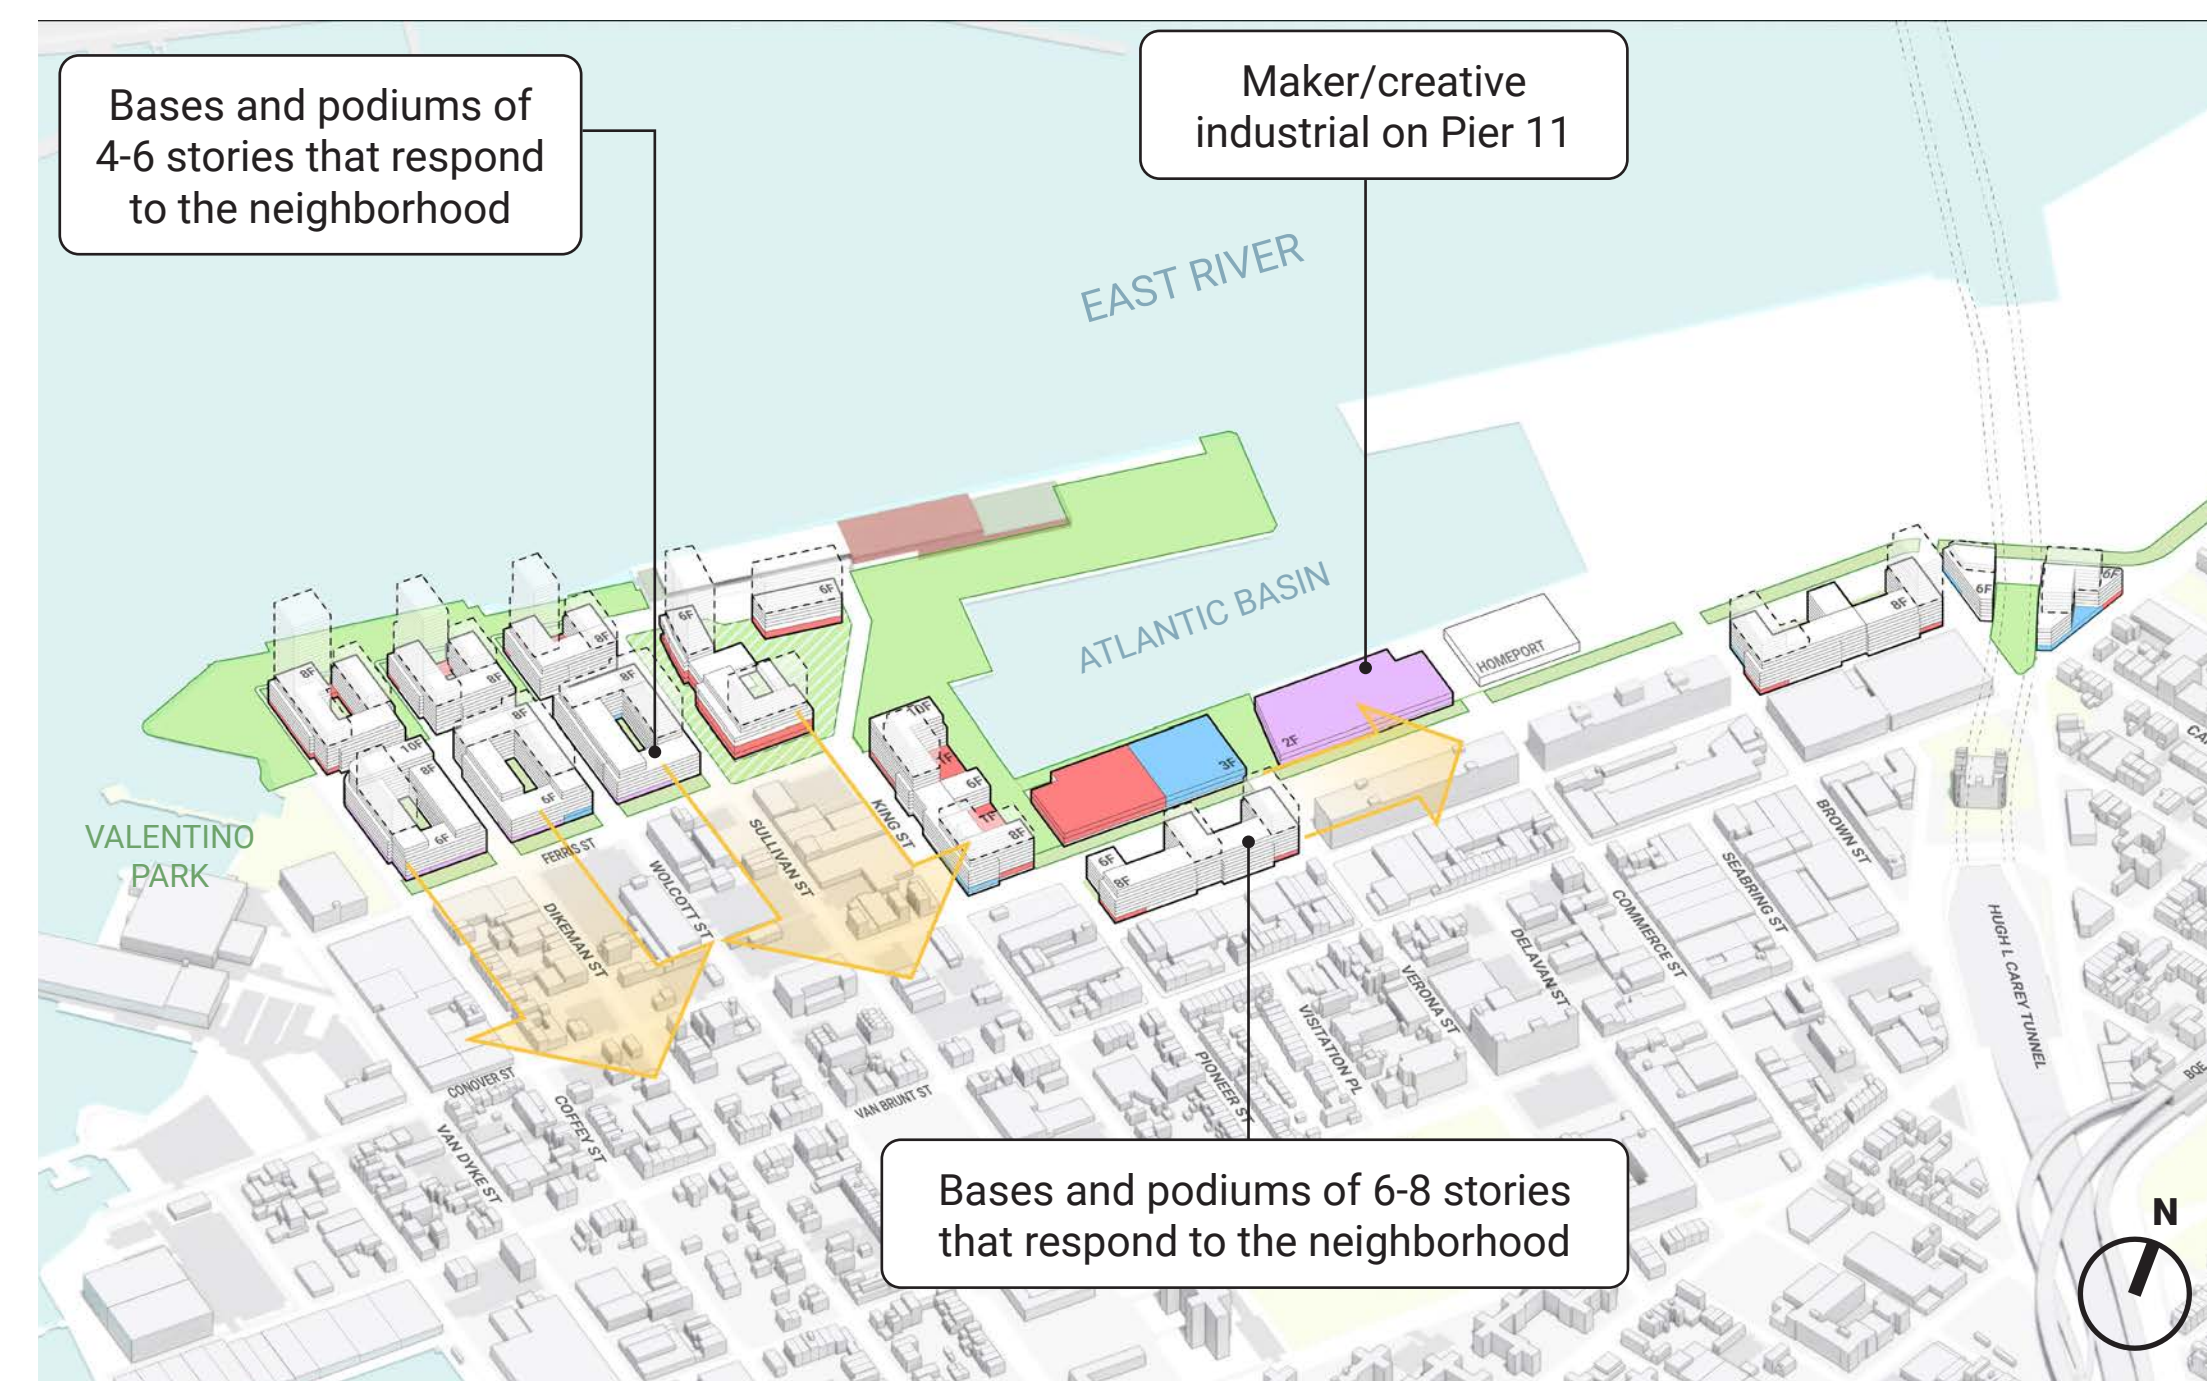 Bases and podiums of
4-6 stories that respond
to the neighborhood
Maker/creative
industrial on Pier 11
EAST RIVER
ATLANTIC BASIN
HOMEPORT
VALENTINO
PARK
6F
6F
8F
8F
8F
8F
8F
10F
8F
6F
6F
10F
1F
6F
1F
8F
3F
2F
6F
8F
8F
6F
6F
FERRIS ST
WOLCOTT ST
SULLIVAN ST
KING ST
DIKEMAN ST
CONOVER ST
COFFEY ST
VAN DYKE ST
VAN BRUNT ST
PIONEER ST
VISITATION PL
VERONA ST
DELAVAN ST
COMMERCE ST
SEABRING ST
BROWN ST
HUGH L CAREY TUNNEL
BQE
Bases and podiums of 6-8 stories
that respond to the neighborhood
N